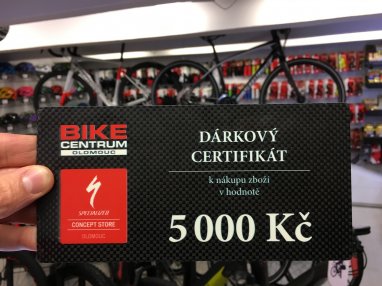 BIKE
CENTRUM
OLOMOUC
SPECIALIZED
CONCEPT STORE
OLOMOUC
DÁRKOVÝ
CERTIFIKÁT
k nákupu zboží
v hodnotě
5 000 Kč